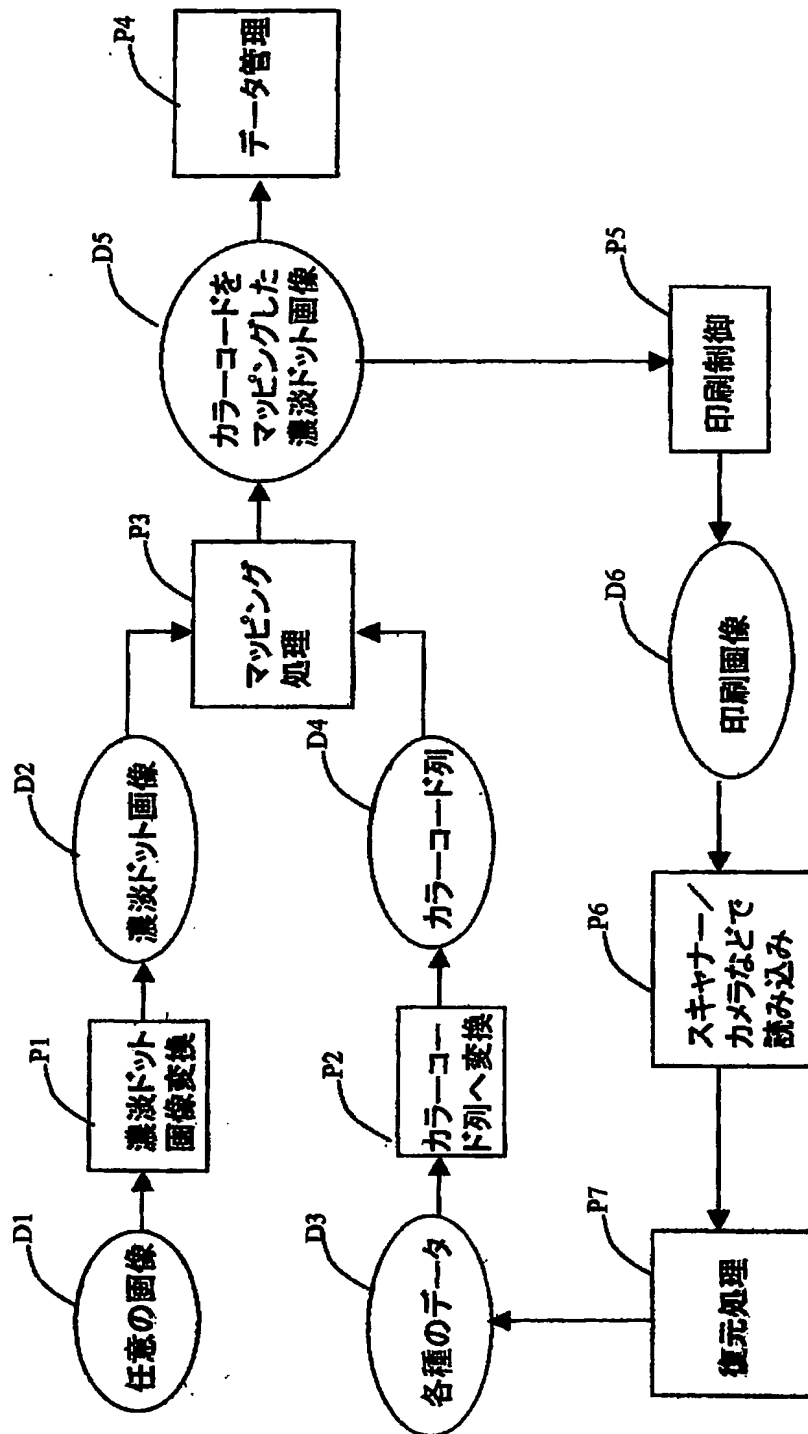 D1
任意の画像
P1
濃淡ドット
画像変換
D2
濃淡ドット画像
P3
マッピング
処理
D5
カラーコードを
マッピングした
濃淡ドット画像
P4
データ管理
D3
各種のデータ
P2
カラーコー
ド列へ変換
D4
カラーコード列
P7
復元処理
P6
スキャナー／
カメラなどで
読み込み
D6
印刷画像
P5
印刷制御